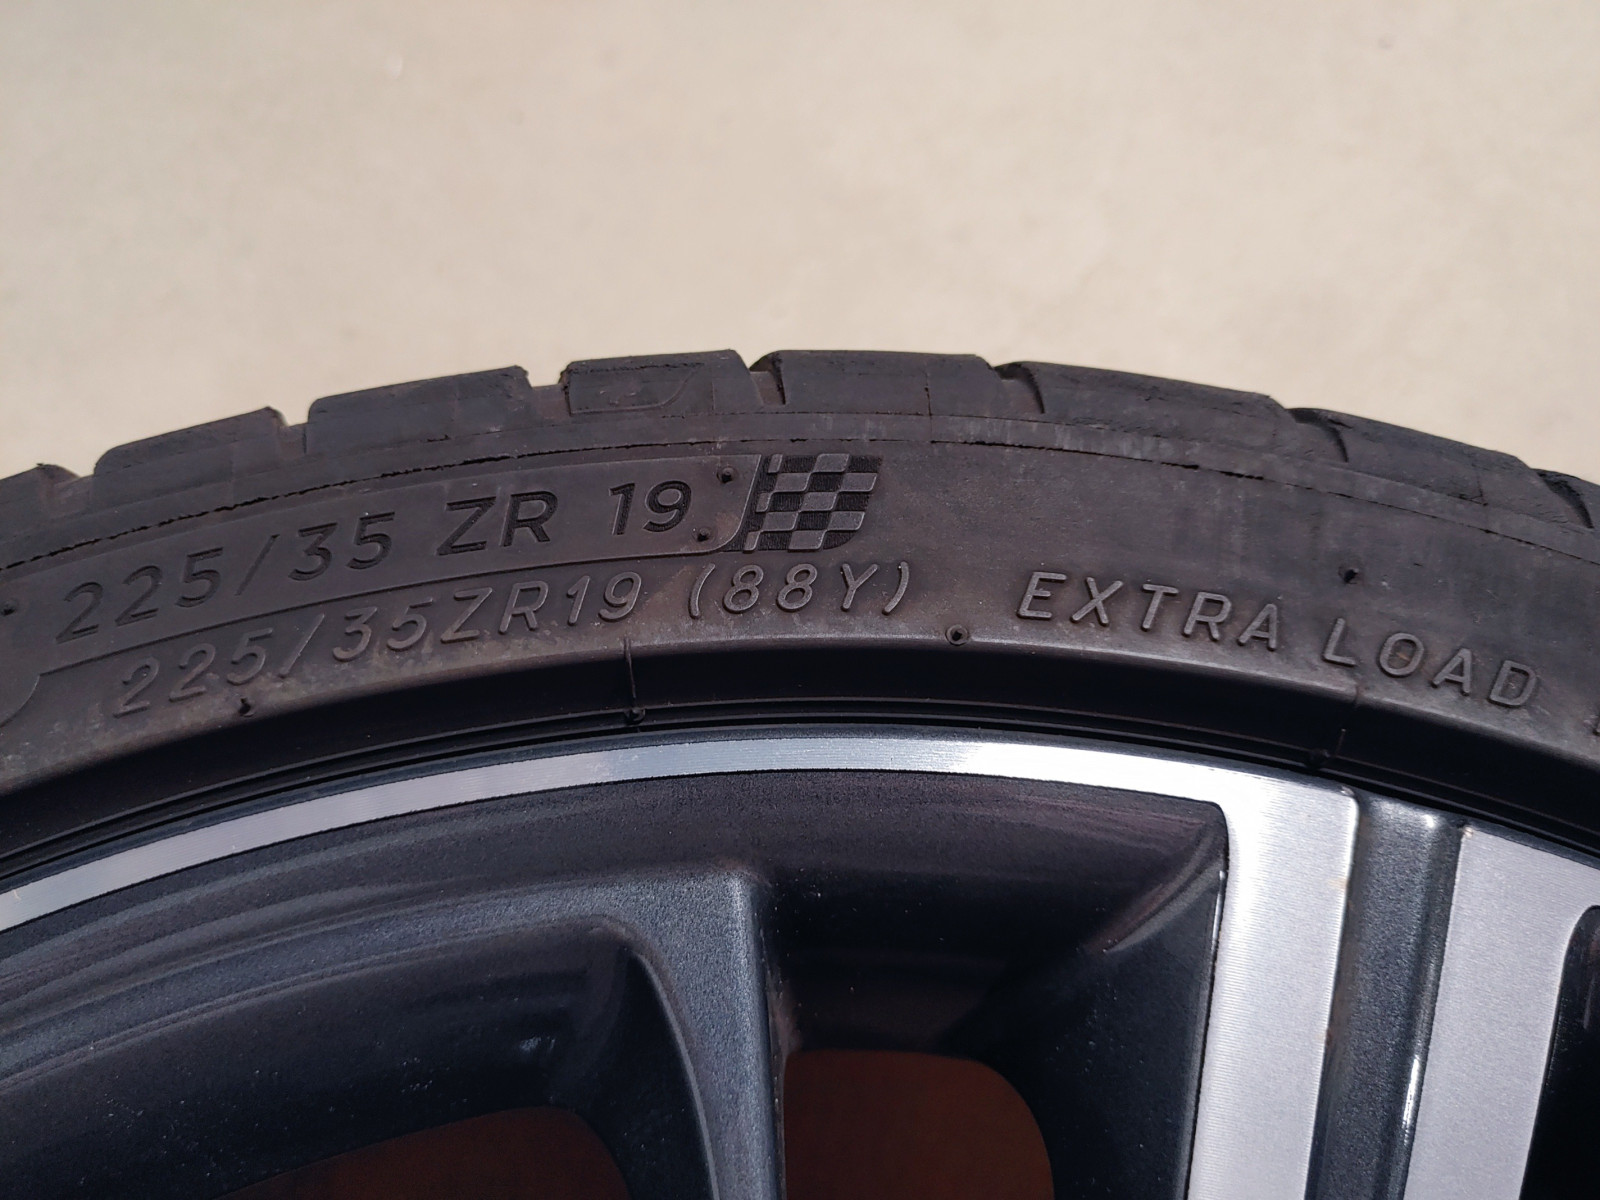 225/35 ZR 19
225/35ZR19 (88Y) EXTRA LOAD